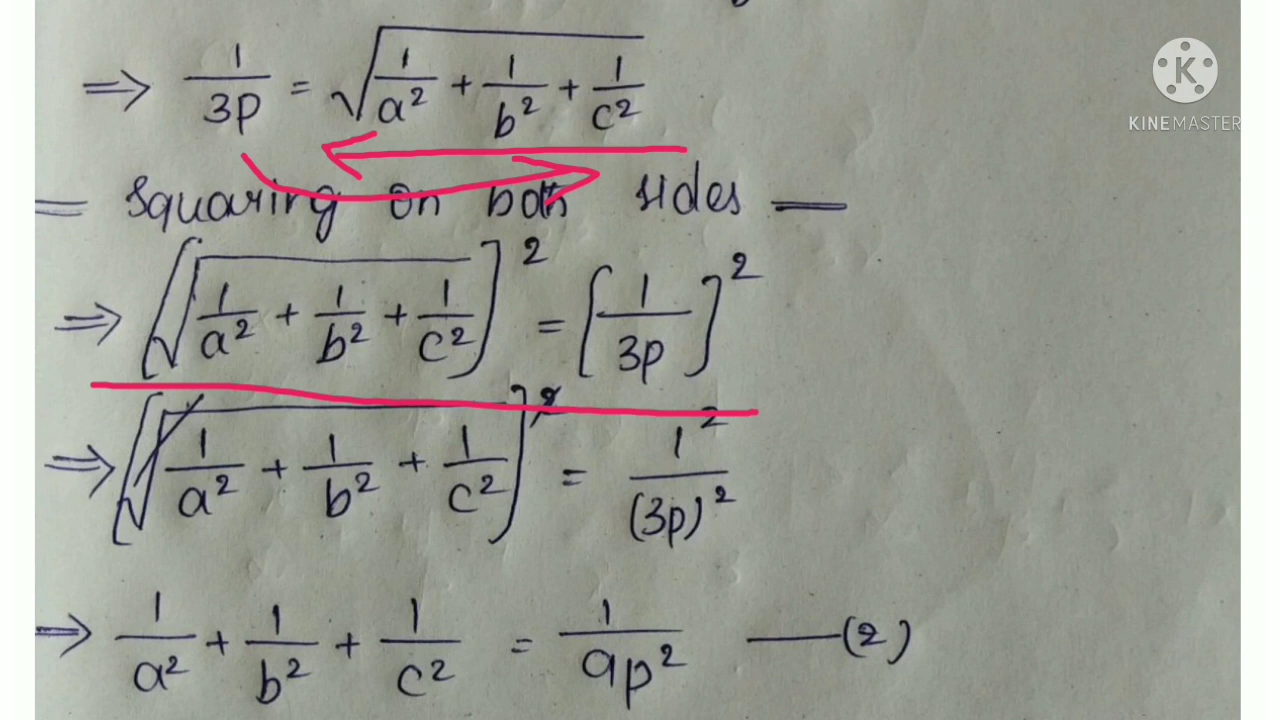 ⇒ 1/3p = √(1/a² + 1/b² + 1/c²)
K
KINEMASTER
= Squaring on both sides —
⇒ [√(1/a² + 1/b² + 1/c²)]² = [1/3p]²
⇒ [√(1/a² + 1/b² + 1/c²)]² = 1²/(3p)²
⇒ 1/a² + 1/b² + 1/c² = 1/9p² —(2)